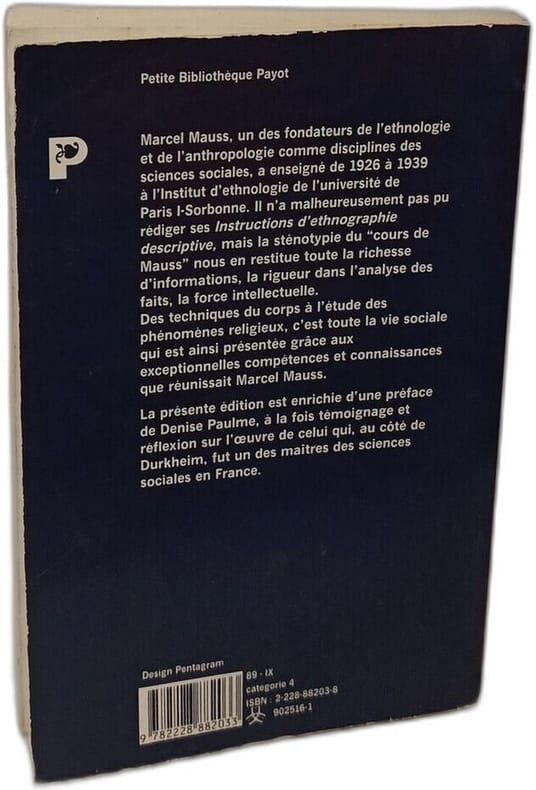 Petite Bibliothèque Payot
P
Marcel Mauss, un des fondateurs de l'ethnologie
et de l'anthropologie comme disciplines des
sciences sociales, a enseigné de 1926 à 1939
à l'Institut d'ethnologie de l'université de
Paris I-Sorbonne. Il n'a malheureusement pas pu
rédiger ses Instructions d'ethnographie
descriptive, mais la sténotypie du “cours de
Mauss” nous en restitue toute la richesse
d'informations, la rigueur dans l'analyse des
faits, la force intellectuelle.
Des techniques du corps à l'étude des
phénomènes religieux, c'est toute la vie sociale
qui est ainsi présentée grâce aux
exceptionnelles compétences et connaissances
que réunissait Marcel Mauss.
La présente édition est enrichie d'une préface
de Denise Paulme, à la fois témoignage et
réflexion sur l'œuvre de celui qui, au côté de
Durkheim, fut un des maîtres des sciences
sociales en France.
Design Pentagram
89 · IX
categorie 4
ISBN : 2-228-88203-8
902516-1
9 782228 882033